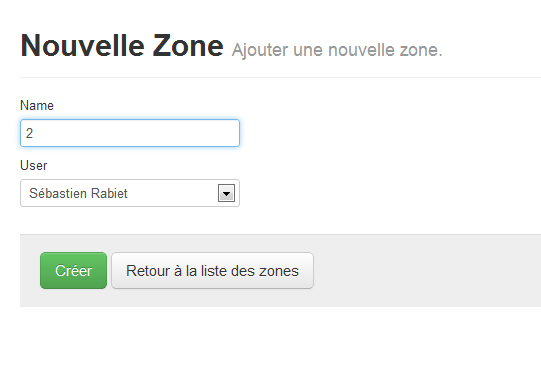 Nouvelle Zone Ajouter une nouvelle zone.
Name
2
User
Sébastien Rabiet
Créer Retour à la liste des zones